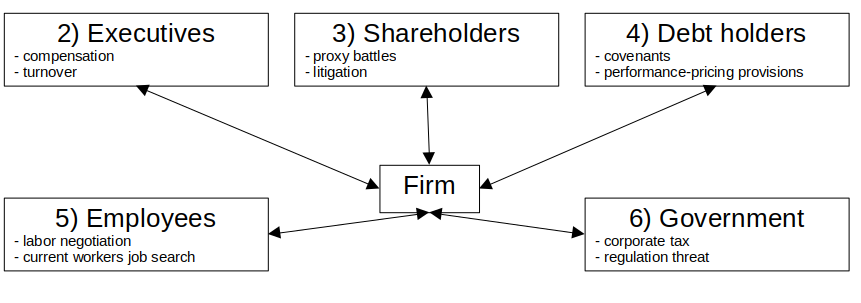 2) Executives
- compensation
- turnover
3) Shareholders
- proxy battles
- litigation
4) Debt holders
- covenants
- performance-pricing provisions
Firm
5) Employees
- labor negotiation
- current workers job search
6) Government
- corporate tax
- regulation threat